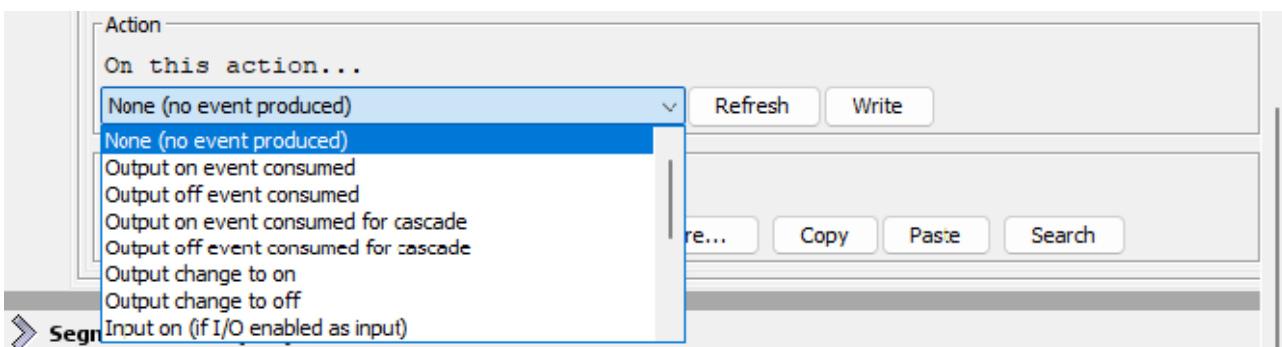 Action
On this action...
None (no event produced) Refresh Write
None (no event produced)
Output on event consumed
Output off event consumed
Output on event consumed for cascade
Output off event consumed for cascade
re... Copy Paste Search
Output change to on
Output change to off
Input on (if I/O enabled as input)
Segn